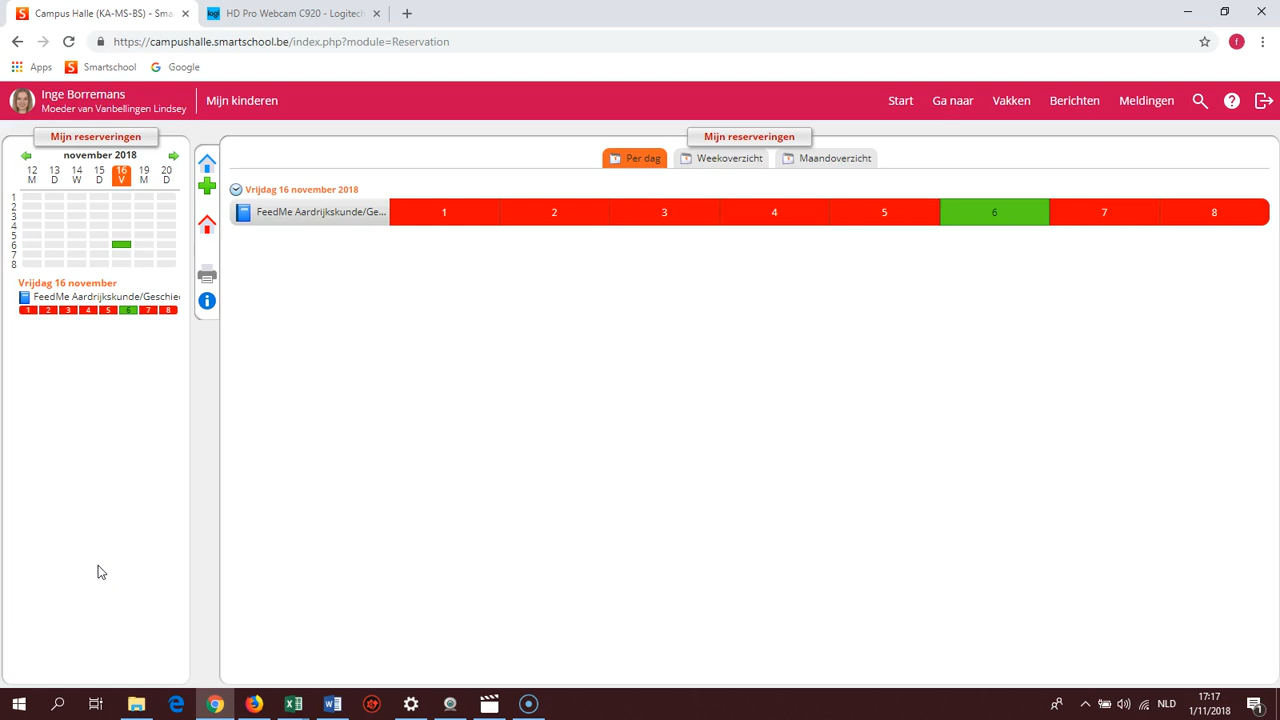 Campus Halle (KA-MS-BS) - Sma
HD Pro Webcam C920 - Logitech
https://campushalle.smartschool.be/index.php?module=Reservation
f
Apps
Smartschool
Google
Inge Borremans
Moeder van Vanbellingen Lindsey
Mijn kinderen
Start
Ga naar
Vakken
Berichten
Meldingen
Mijn reserveringen
november 2018
12 13 14 15 16 19 20
M D W D V M D
1
2
3
4
5
6
7
8
Vrijdag 16 november
FeedMe Aardrijkskunde/Geschie
1 2 3 4 5 6 7 8
Mijn reserveringen
Per dag
Weekoverzicht
Maandoverzicht
Vrijdag 16 november 2018
FeedMe Aardrijkskunde/Ge... 1 2 3 4 5 6 7 8
NLD
17:17
1/11/2018
1